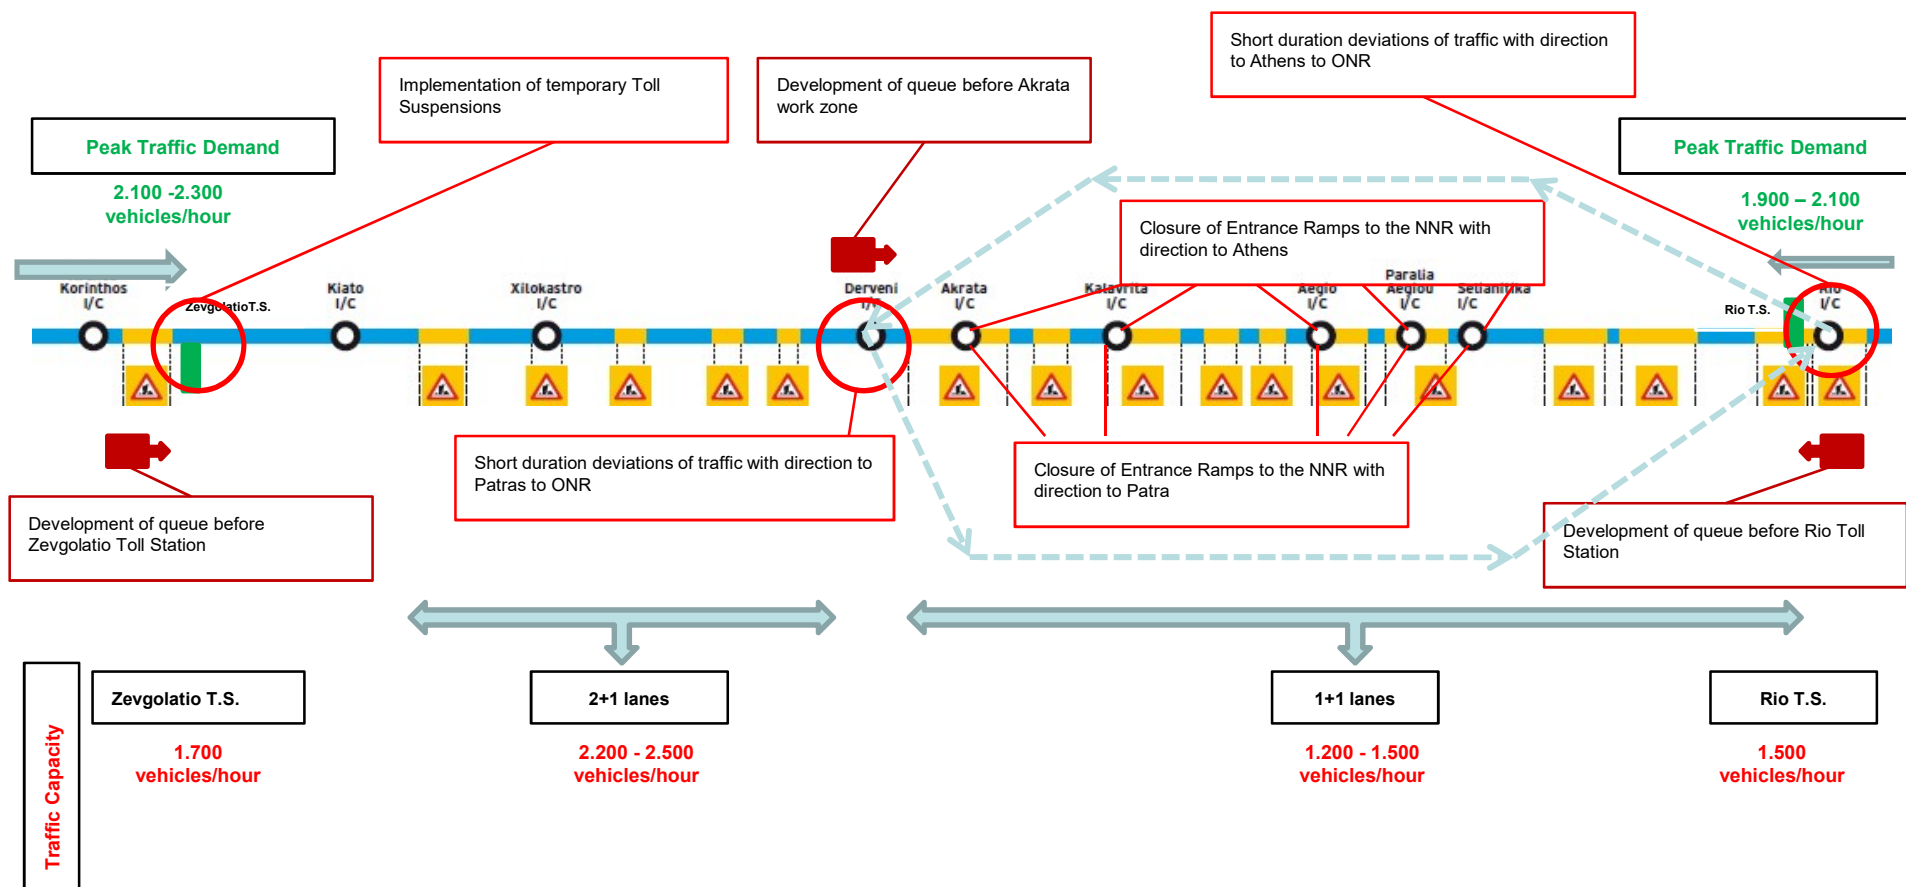 Short duration deviations of traffic with direction
to Athens to ONR
Implementation of temporary Toll
Suspensions
Development of queue before Akrata
work zone
Peak Traffic Demand
2.100 -2.300
vehicles/hour
Peak Traffic Demand
1.900 – 2.100
vehicles/hour
Closure of Entrance Ramps to the NNR with
direction to Athens
Korinthos
I/C
ZevgolatioT.S.
Kiato
I/C
Xilokastro
I/C
Derveni
I/C
Akrata
I/C
Kalavrita
I/C
Aegio
I/C
Paralia
Aegiou
I/C
Selianitika
I/C
Rio T.S.
Rio
I/C
Short duration deviations of traffic with direction to
Patras to ONR
Closure of Entrance Ramps to the NNR with
direction to Patra
Development of queue before
Zevgolatio Toll Station
Development of queue before Rio Toll
Station
Traffic Capacity
Zevgolatio T.S.
1.700
vehicles/hour
2+1 lanes
2.200 - 2.500
vehicles/hour
1+1 lanes
1.200 - 1.500
vehicles/hour
Rio T.S.
1.500
vehicles/hour